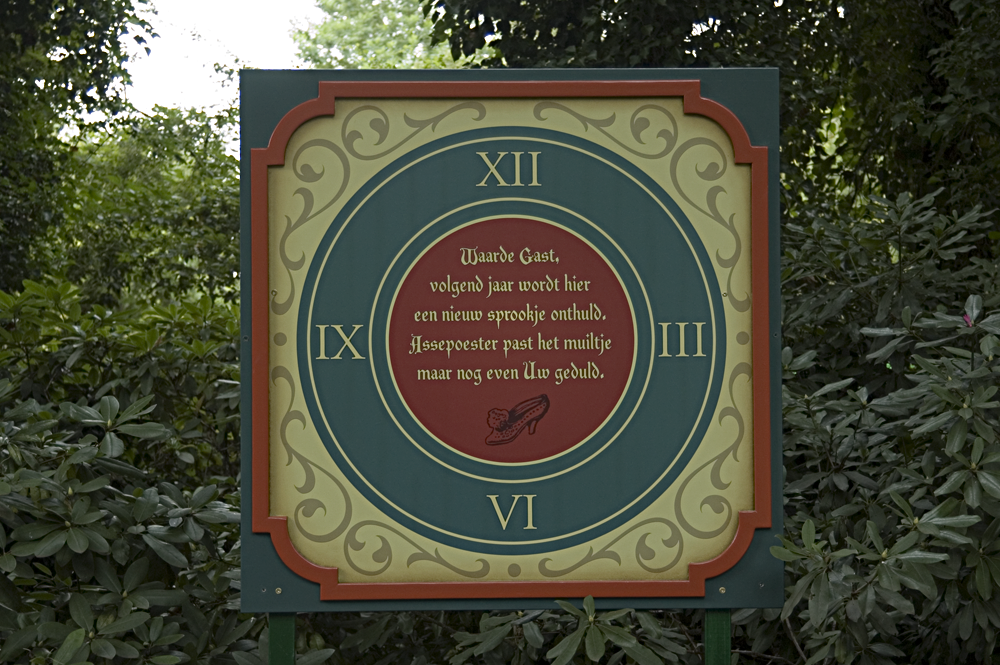 XII
Waarde Gast,
volgend jaar wordt hier
een nieuw sprookje onthuld.
Assepoester past het muiltje
maar nog even Uw geduld.
IX
III
VI